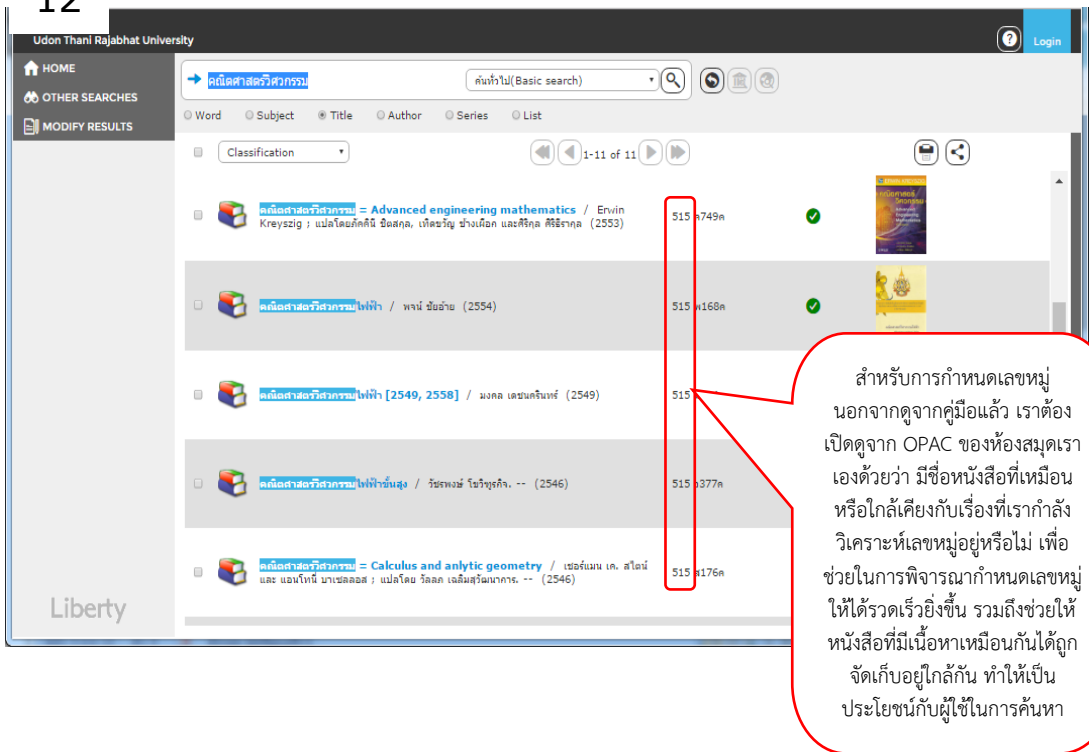 12
Udon Thani Rajabhat University
Login
HOME
OTHER SEARCHES
MODIFY RESULTS
คณิตศาสตรวิศวกรรม
ค้นทั่วไป(Basic search)
Word Subject Title Author Series List
Classification
1-11 of 11
คณิตศาสตรวิศวกรรม = Advanced engineering mathematics / Erwin
Kreyszig ; แปลโดยภัคคินี ชิตสกุล, เทิดขวัญ ช้างเผือก และศิริกุล ศิริธีรากุล (2553)
515 ค749ค
คณิตศาสตรวิศวกรรมไฟฟ้า / พจน์ ชัยอ้าย (2554)
515 พ168ค
คณิตศาสตรวิศวกรรมไฟฟ้า [2549, 2558] / มงคล เดชนครินทร์ (2549)
515
คณิตศาสตรวิศวกรรมไฟฟ้าขั้นสูง / วัชรพงษ์ โขวิฑูรกิจ. -- (2546)
515 ว377ค
คณิตศาสตรวิศวกรรม = Calculus and anlytic geometry / เชอร์แมน เค. สไตน์
และ แอนโทนี่ บาเชลลอส ; แปลโดย วัลลภ เฉลิมสุวัฒนาการ. -- (2546)
515 ส176ค
Liberty
สำหรับการกำหนดเลขหมู่
นอกจากดูจากคู่มือแล้ว เราต้อง
เปิดดูจาก OPAC ของห้องสมุดเรา
เองด้วยว่า มีชื่อหนังสือที่เหมือน
หรือใกล้เคียงกับเรื่องที่เรากำลัง
วิเคราะห์เลขหมู่อยู่หรือไม่ เพื่อ
ช่วยในการพิจารณากำหนดเลขหมู่
ให้ได้รวดเร็วยิ่งขึ้น รวมถึงช่วยให้
หนังสือที่มีเนื้อหาเหมือนกันได้ถูก
จัดเก็บอยู่ใกล้กัน ทำให้เป็น
ประโยชน์กับผู้ใช้ในการค้นหา